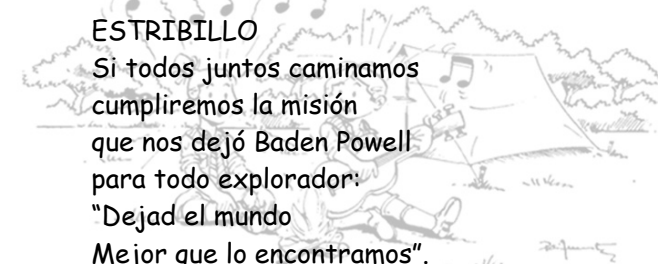 ESTRIBILLO
Si todos juntos caminamos
cumpliremos la misión
que nos dejó Baden Powell
para todo explorador:
“Dejad el mundo
Mejor que lo encontramos”.